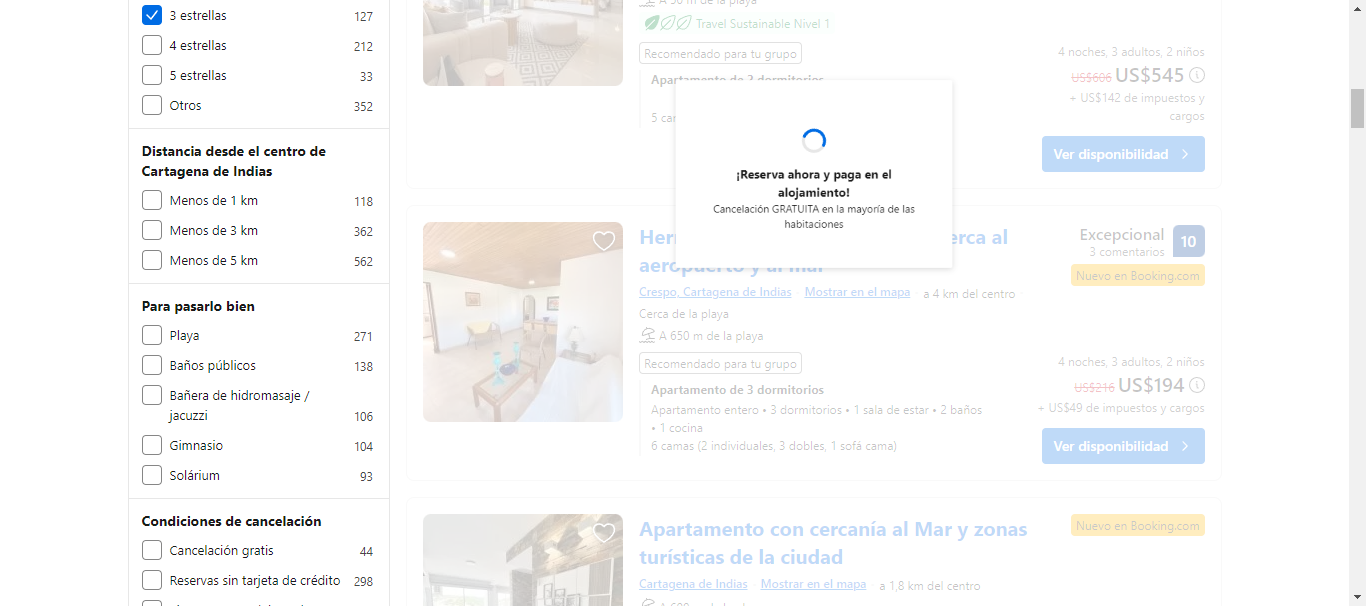 3 estrellas 127
4 estrellas 212
5 estrellas 33
Otros 352
Distancia desde el centro de
Cartagena de Indias
Menos de 1 km 118
Menos de 3 km 362
Menos de 5 km 562
Para pasarlo bien
Playa 271
Baños públicos 138
Bañera de hidromasaje /
jacuzzi 106
Gimnasio 104
Solárium 93
Condiciones de cancelación
Cancelación gratis 44
Reservas sin tarjeta de crédito 298
A 50 m de la playa
Travel Sustainable Nivel 1
Recomendado para tu grupo
Apartamento de 2 dormitorios
5
4 noches, 3 adultos, 2 niños
US$606 US$545
+ US$142 de impuestos y
cargos
Ver disponibilidad
¡Reserva ahora y paga en el
alojamiento!
Cancelación GRATUITA en la mayoría de las
habitaciones
erca al
aeropuerto y al mar
Crespo, Cartagena de Indias Mostrar en el mapa a 4 km del centro
Cerca de la playa
A 650 m de la playa
Recomendado para tu grupo
Apartamento de 3 dormitorios
Apartamento entero • 3 dormitorios • 1 sala de estar • 2 baños
• 1 cocina
6 camas (2 individuales, 3 dobles, 1 sofá cama)
Excepcional 10
3 comentarios
Nuevo en Booking.com
4 noches, 3 adultos, 2 niños
US$216 US$194
+ US$49 de impuestos y cargos
Ver disponibilidad
Apartamento con cercanía al Mar y zonas
turísticas de la ciudad
Cartagena de Indias Mostrar en el mapa a 1,8 km del centro
Nuevo en Booking.com